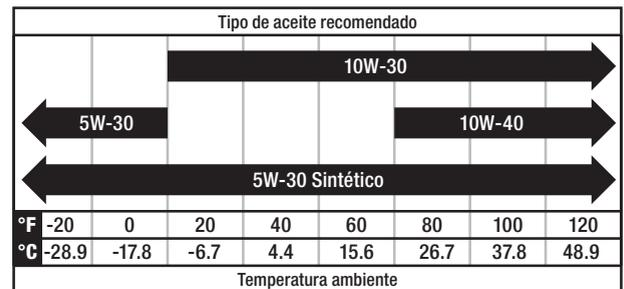 Tipo de aceite recomendado
10W-30
5W-30 10W-40
5W-30 Sintético
°F -20 0 20 40 60 80 100 120
°C -28.9 -17.8 -6.7 4.4 15.6 26.7 37.8 48.9
Temperatura ambiente